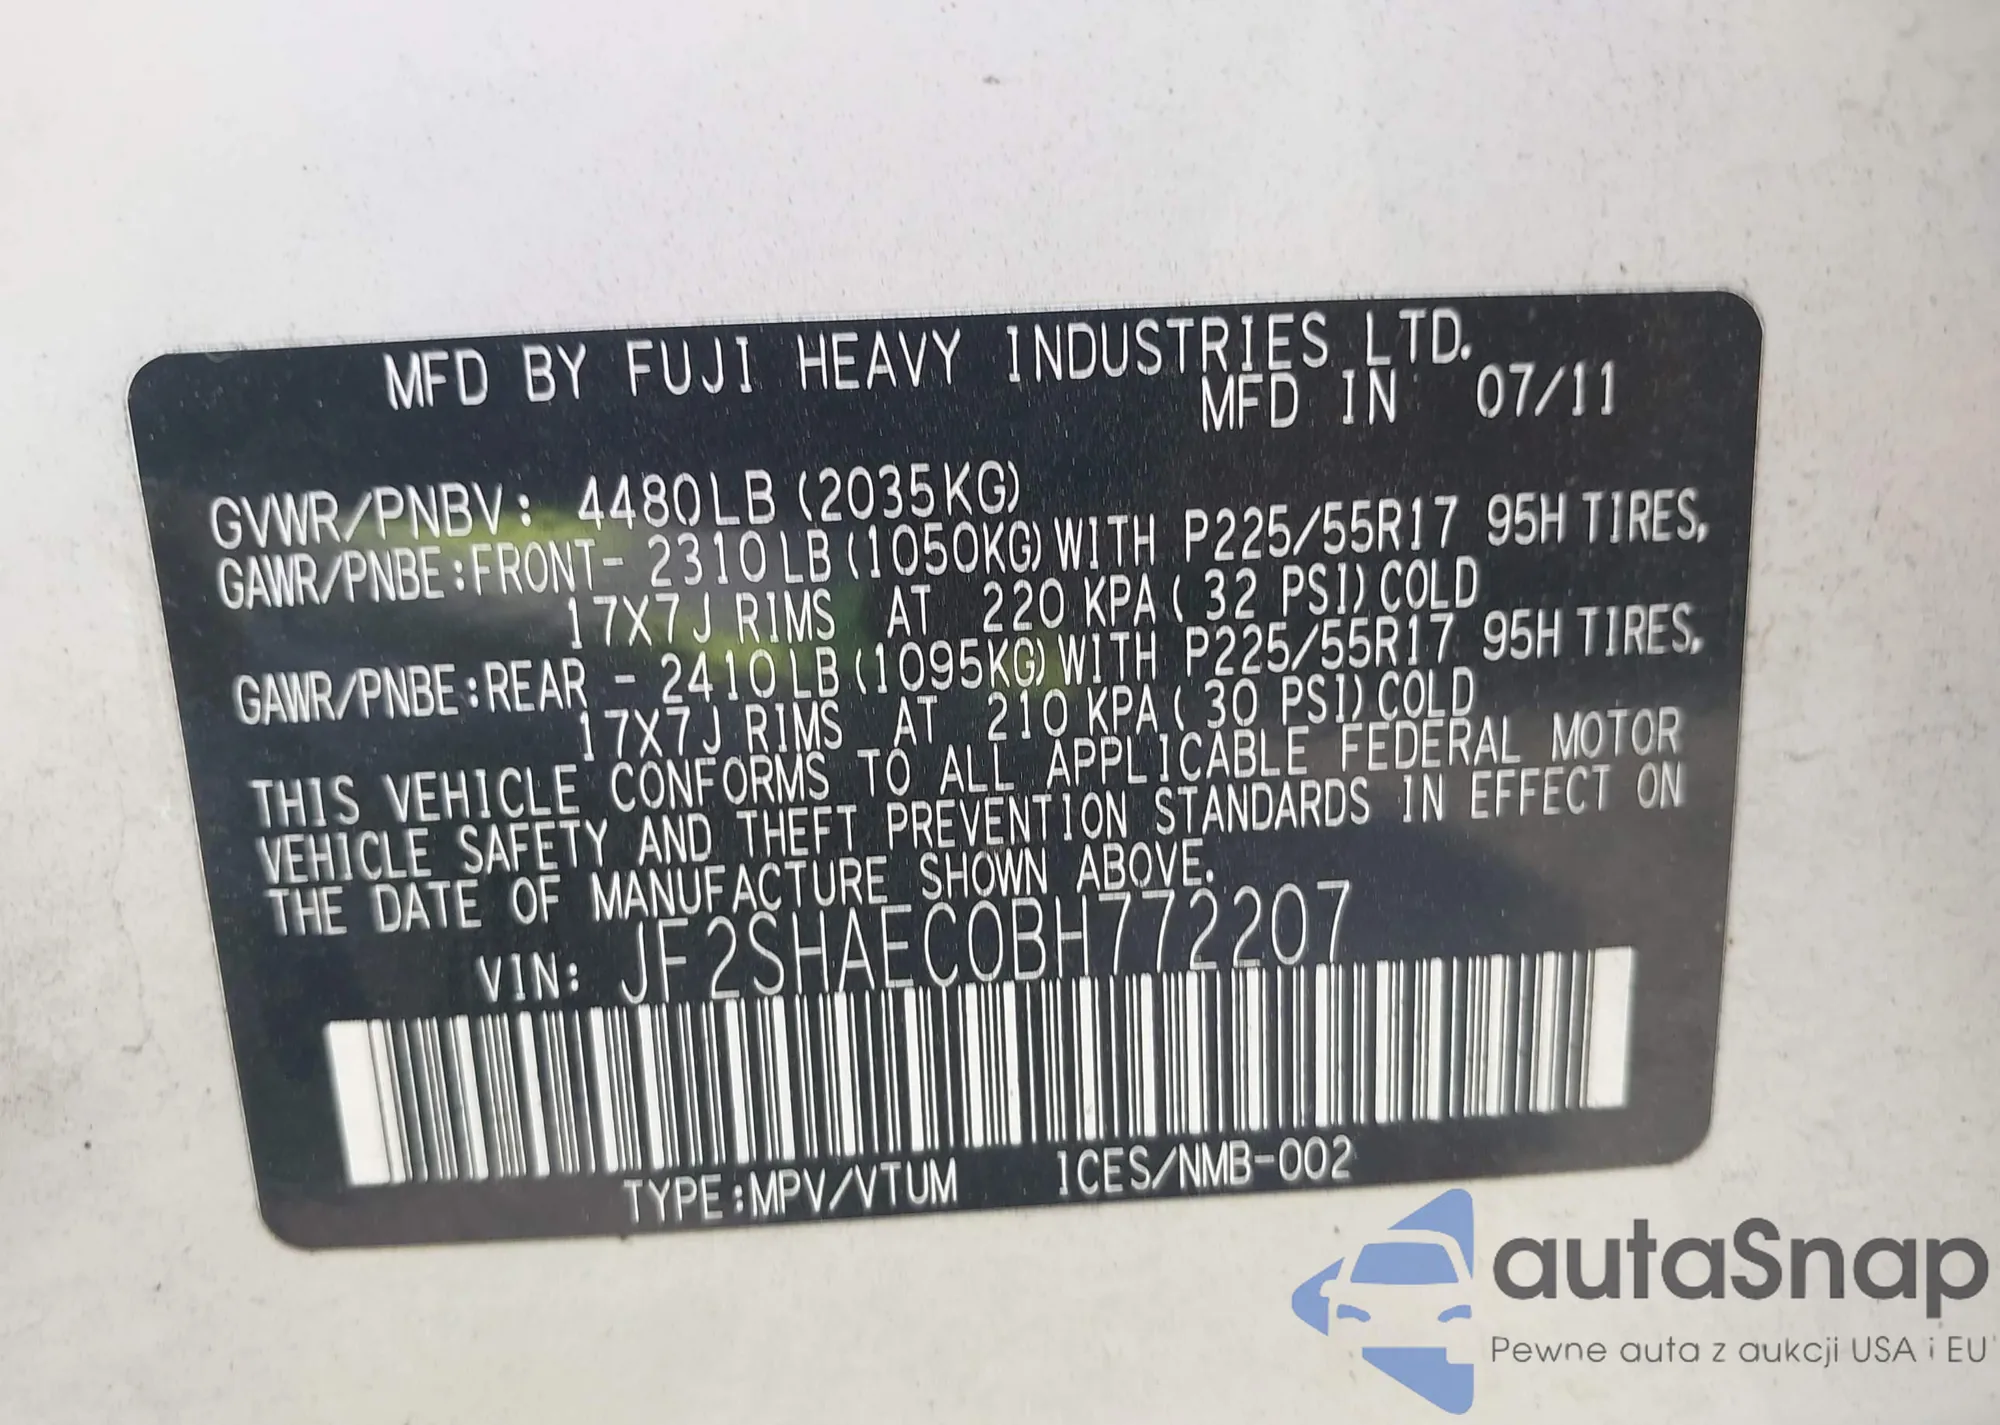 MFD BY FUJI HEAVY INDUSTRIES LTD.
MFD IN 07/11
GVWR/PNBV: 4480LB (2035KG)
GAWR/PNBE:FRONT- 2310LB (1050KG) WITH P225/55R17 95H TIRES,
17X7J RIMS AT 220 KPA ( 32 PSI) COLD
GAWR/PNBE:REAR - 2410LB (1095KG) WITH P225/55R17 95H TIRES,
17X7J RIMS AT 210 KPA ( 30 PSI) COLD
THIS VEHICLE CONFORMS TO ALL APPLICABLE FEDERAL MOTOR
VEHICLE SAFETY AND THEFT PREVENTION STANDARDS IN EFFECT ON
THE DATE OF MANUFACTURE SHOWN ABOVE.
VIN: JF2SHAEC0BH772207
TYPE:MPV/VTUM ICES/NMB-002
autaSnap
Pewne auta z aukcji USA i EU